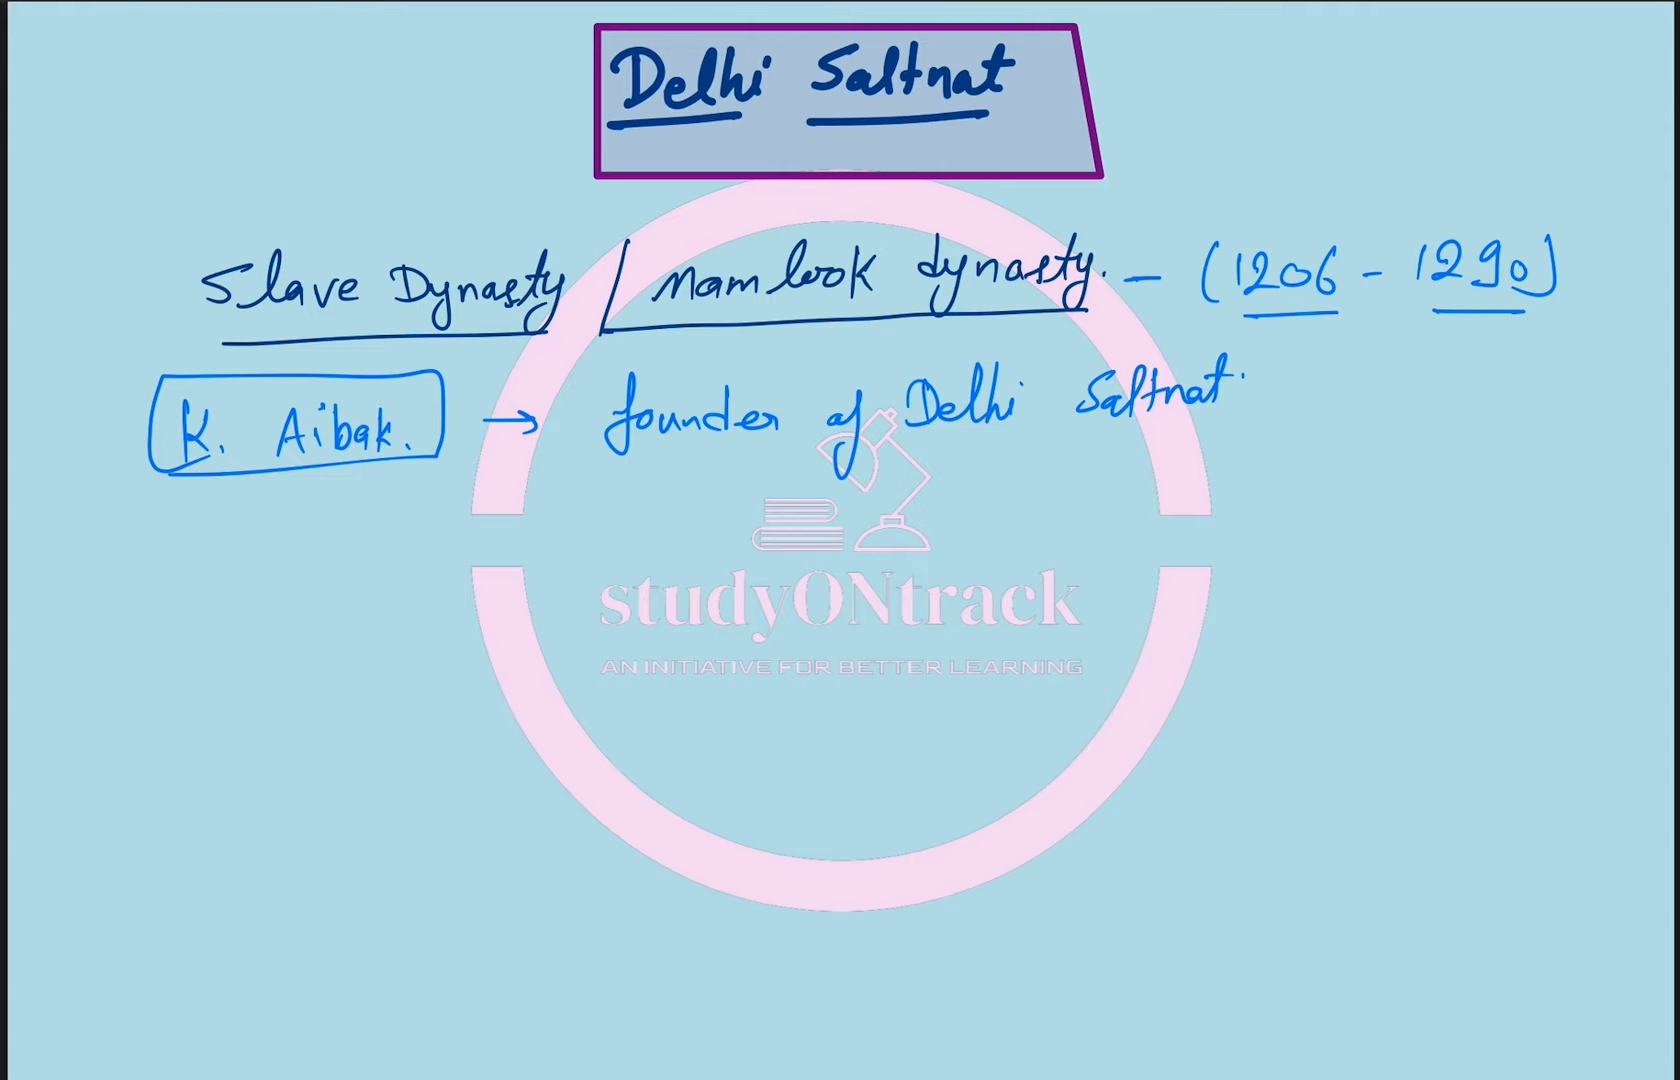 Delhi Saltnat
Slave Dynasty / Mamlook dynasty. - (1206 - 1290)
K. Aibak. → founder of Delhi Saltnat.
studyONtrack
AN INITIATIVE FOR BETTER LEARNING